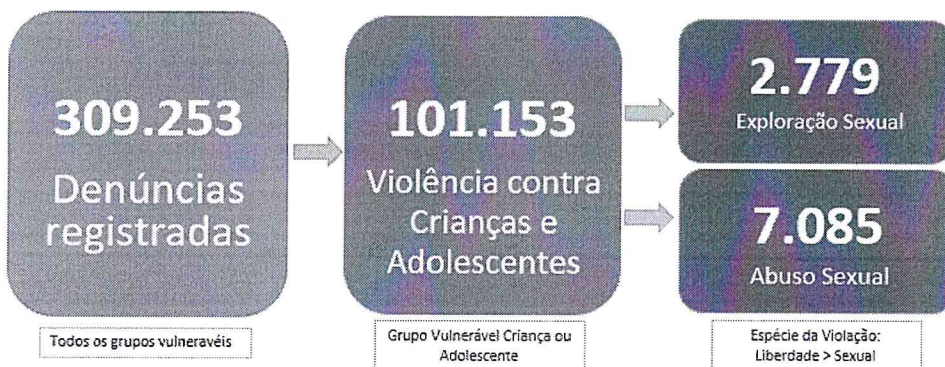 309.253
Denúncias
registradas
Todos os grupos vulneravéis
101.153
Violência contra
Crianças e
Adolescentes
Grupo Vulnerável Criança ou
Adolescente
2.779
Exploração Sexual
7.085
Abuso Sexual
Espécie da Violação:
Liberdade > Sexual